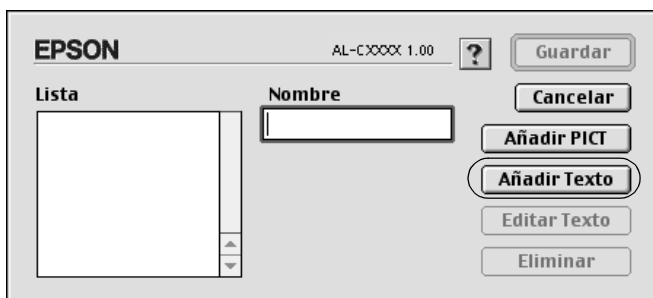 EPSON
AL-CXXXX 1.00
?
Guardar
Lista
Nombre
Cancelar
Añadir PICT
Añadir Texto
Editar Texto
Eliminar